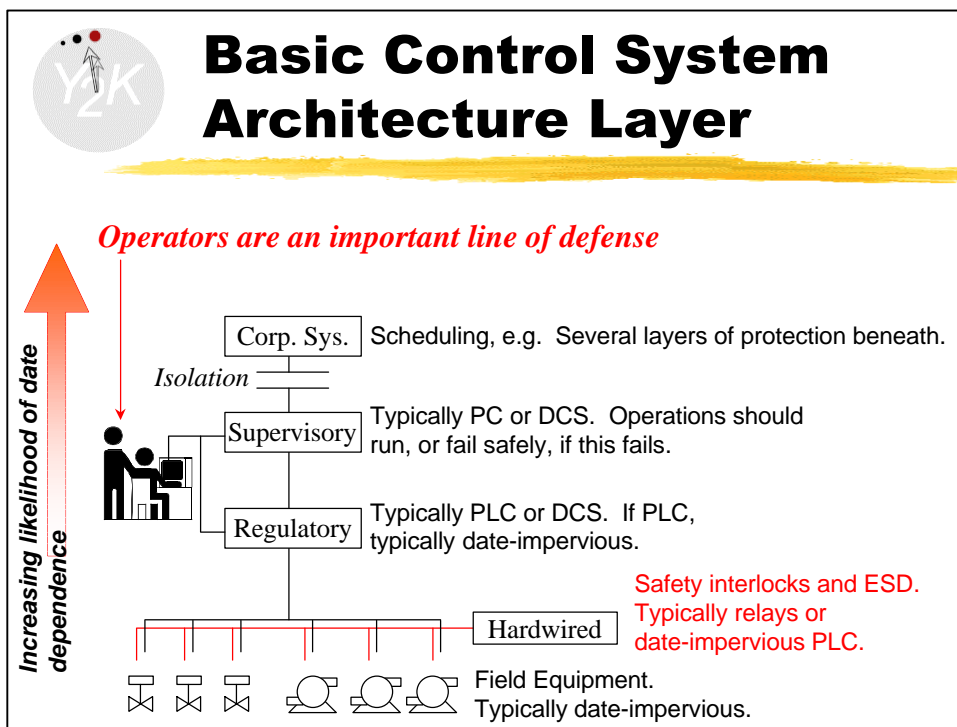 Y2K
Basic Control System
Architecture Layer
Operators are an important line of defense
Increasing likelihood of date
dependence
Corp. Sys.
Scheduling, e.g. Several layers of protection beneath.
Isolation
Supervisory
Typically PC or DCS. Operations should
run, or fail safely, if this fails.
Regulatory
Typically PLC or DCS. If PLC,
typically date-impervious.
Hardwired
Safety interlocks and ESD.
Typically relays or
date-impervious PLC.
Field Equipment.
Typically date-impervious.